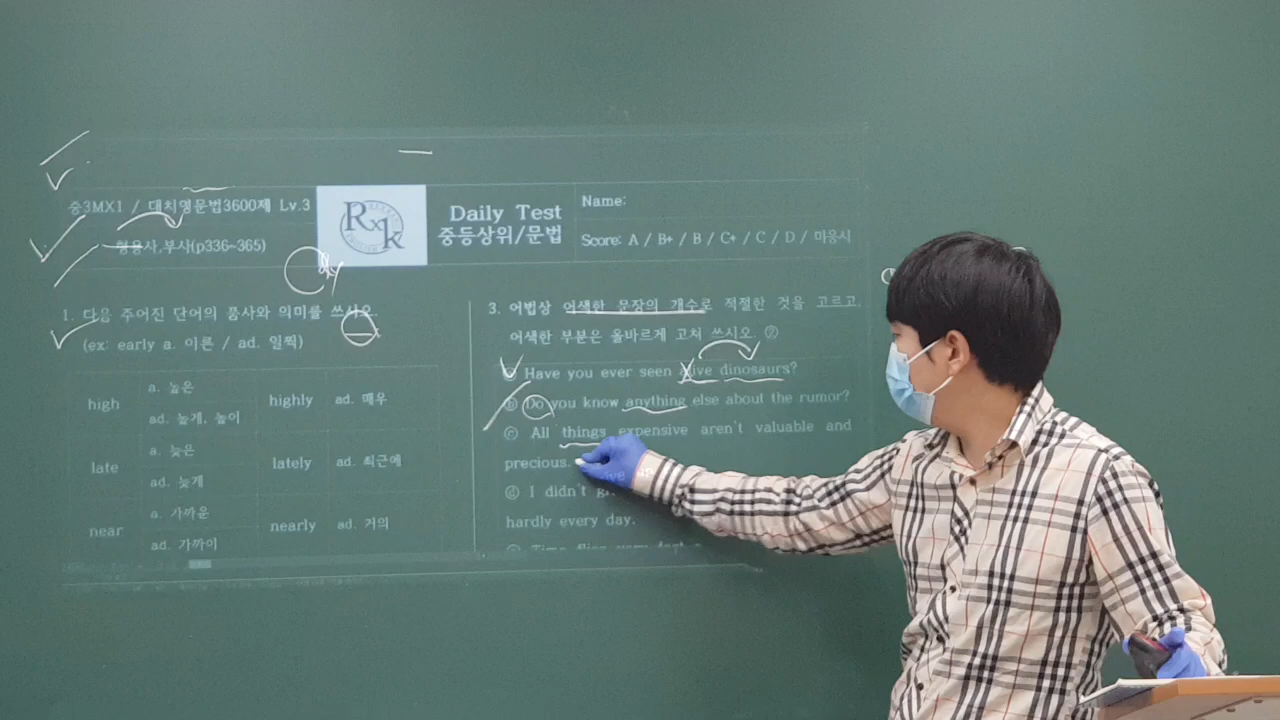 중3MX1 / 대치영문법3600제 Lv.3
형용사,부사(p336~365)
RxK
Daily Test
중등상위/문법
Name:
Score: A / B+ / B / C+ / C / D / 마음시
1. 다음 주어진 단어의 품사와 의미를 쓰시오.
(ex: early a. 이른 / ad. 일찍)
high
a. 높은
ad. 높게, 높이
highly
ad. 매우
late
a. 늦은
ad. 늦게
lately
ad. 최근에
near
a. 가까운
ad. 가까이
nearly
ad. 거의
3. 어법상 어색한 문장의 개수로 적절한 것을 고르고,
어색한 부분은 올바르게 고쳐 쓰시오. ②
ⓐ Have you ever seen alive dinosaurs?
ⓑ Do you know anything else about the rumor?
ⓒ All things expensive aren't valuable and
precious.
ⓓ I didn't give up
hardly every day.
ly